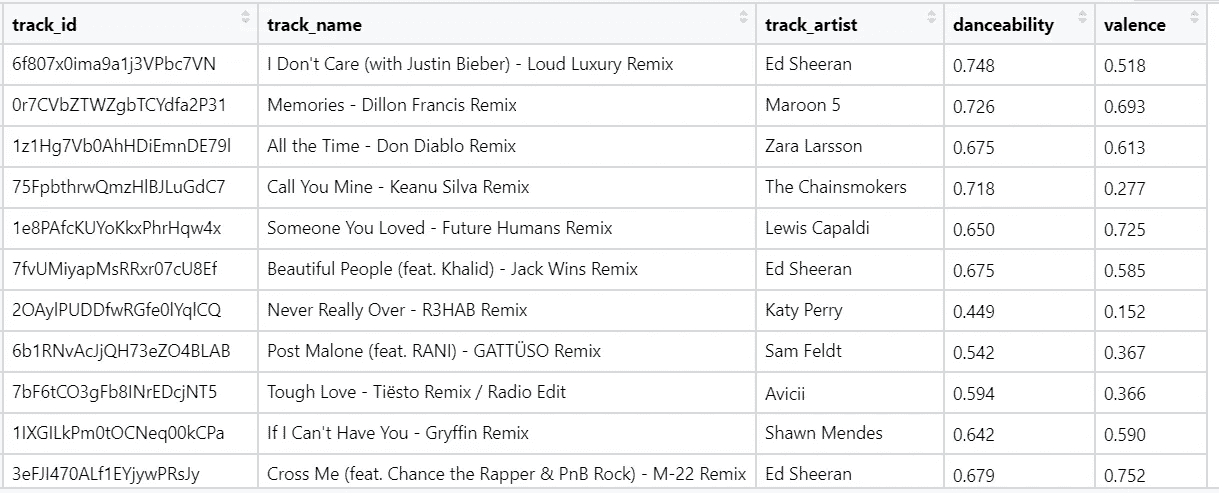 track_id track_name track_artist danceability valence
6f807x0ima9a1j3VPbc7VN I Don't Care (with Justin Bieber) - Loud Luxury Remix Ed Sheeran 0.748 0.518
0r7CVbZTWZgbTCYdfa2P31 Memories - Dillon Francis Remix Maroon 5 0.726 0.693
1z1Hg7Vb0AhHDiEmnDE79l All the Time - Don Diablo Remix Zara Larsson 0.675 0.613
75FpbthrwQmzHlBJLuGdC7 Call You Mine - Keanu Silva Remix The Chainsmokers 0.718 0.277
1e8PAfcKUYoKkxPhrHqw4x Someone You Loved - Future Humans Remix Lewis Capaldi 0.650 0.725
7fvUMiyapMsRRxr07cU8Ef Beautiful People (feat. Khalid) - Jack Wins Remix Ed Sheeran 0.675 0.585
2OAylPUDDfwRGfe0lYqlCQ Never Really Over - R3HAB Remix Katy Perry 0.449 0.152
6b1RNvAcJjQH73eZO4BLAB Post Malone (feat. RANI) - GATTÜSO Remix Sam Feldt 0.542 0.367
7bF6tCO3gFb8INrEDcjNT5 Tough Love - Tiësto Remix / Radio Edit Avicii 0.594 0.366
1IXGILkPm0tOCNeq00kCPa If I Can't Have You - Gryffin Remix Shawn Mendes 0.642 0.590
3eFJI470ALf1EYjywPRsJy Cross Me (feat. Chance the Rapper & PnB Rock) - M-22 Remix Ed Sheeran 0.679 0.752